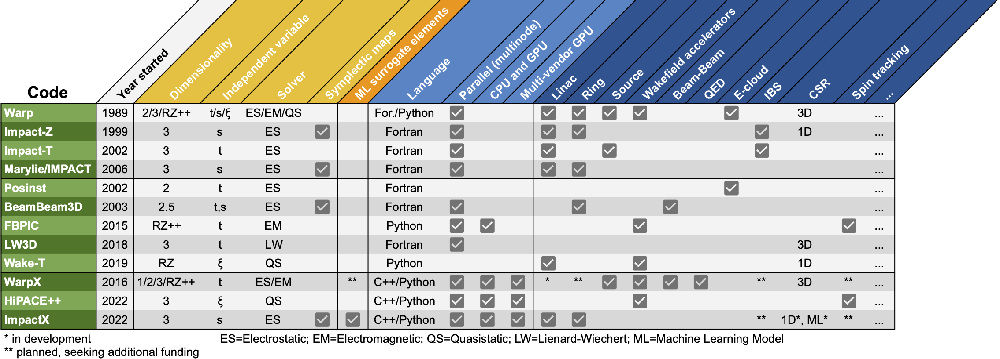 Code Year started Dimensionality Independent variable Solver Symplectic maps ML surrogate elements Language Parallel (multinode) CPU and GPU Multi-vendor GPU Linac Ring Source Wakefield accelerators Beam-Beam QED E-cloud IBS CSR Spin tracking ...
Warp 1989 2/3/RZ++ t/s/ξ ES/EM/QS For./Python ✓ ✓ ✓ ✓ ✓ ✓ 3D ...
Impact-Z 1999 3 s ES ✓ Fortran ✓ ✓ ✓ ✓ 1D ...
Impact-T 2002 3 t ES Fortran ✓ ✓ ✓ ✓ ...
Marylie/IMPACT 2006 3 s ES ✓ Fortran ✓ ✓ ✓ ...
Posinst 2002 2 t ES Fortran ✓ ...
BeamBeam3D 2003 2.5 t,s ES ✓ Fortran ✓ ✓ ✓ ...
FBPIC 2015 RZ++ t EM Python ✓ ✓ ✓ ✓ ...
LW3D 2018 3 t LW Fortran ✓ 3D ...
Wake-T 2019 RZ ξ QS Python ✓ ✓ 1D ...
WarpX 2016 1/2/3/RZ++ t ES/EM ** C++/Python ✓ ✓ ✓ * ** ✓ ✓ ✓ ✓ ** 3D ** ...
HiPACE++ 2022 3 ξ QS C++/Python ✓ ✓ ✓ ✓ ✓ ...
ImpactX 2022 3 s ES ✓ ✓ C++/Python ✓ ✓ ✓ ✓ ✓ ** 1D*, ML* ** ...
* in development ES=Electrostatic; EM=Electromagnetic; QS=Quasistatic; LW=Lienard-Wiechert; ML=Machine Learning Model
** planned, seeking additional funding